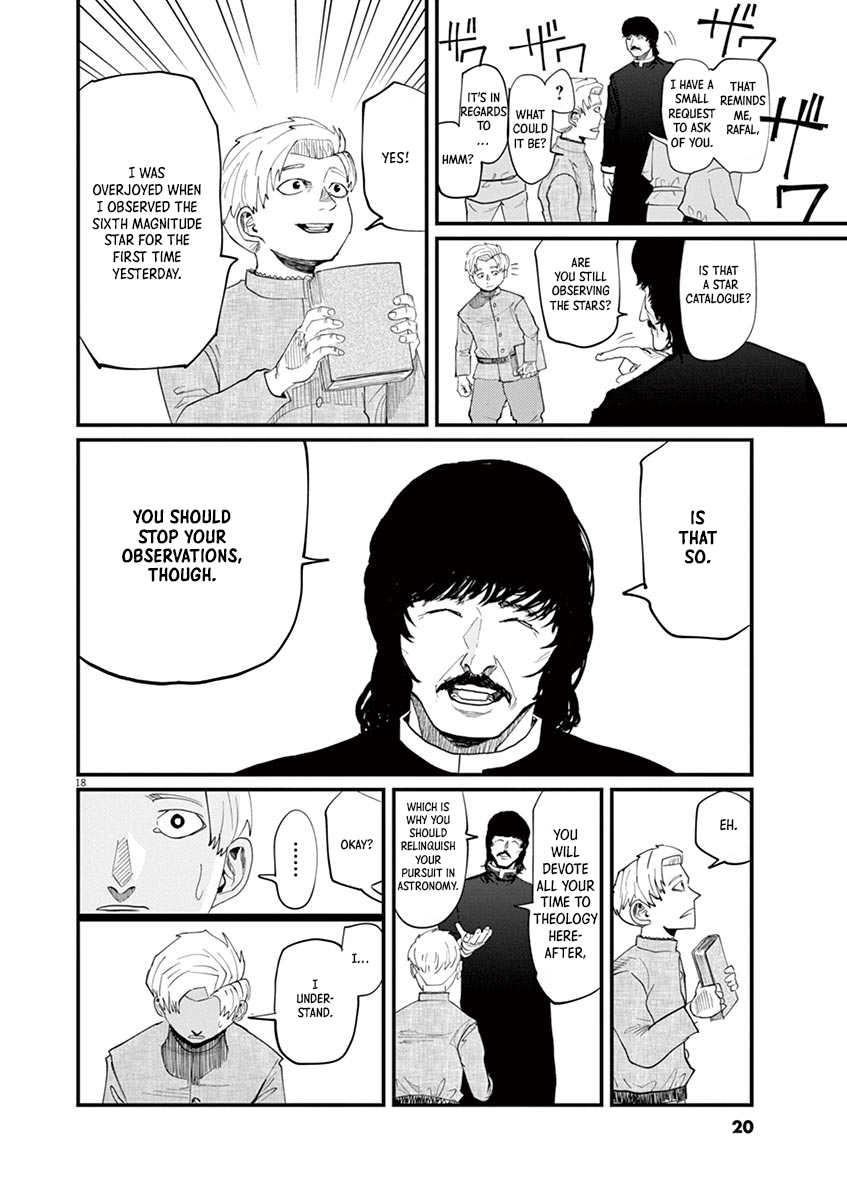 ザワ
ザワ
ザワ
THAT
REMINDS
ME,
RAFAL,
I HAVE A
SMALL
REQUEST
TO ASK
OF YOU.
?
WHAT
COULD
IT BE?
IT'S IN
REGARDS
TO
...
HMM?
IS THAT
A STAR
CATALOGUE?
ARE
YOU STILL
OBSERVING
THE STARS?
YES!
I WAS
OVERJOYED WHEN
I OBSERVED THE
SIXTH MAGNITUDE
STAR FOR THE
FIRST TIME
YESTERDAY.
IS
THAT
SO.
YOU SHOULD
STOP YOUR
OBSERVATIONS,
THOUGH.
18
EH.
YOU
WILL
DEVOTE
ALL YOUR
TIME TO
THEOLOGY
HERE-
AFTER,
WHICH IS
WHY YOU
SHOULD
RELINQUISH
YOUR
PURSUIT IN
ASTRONOMY.
OKAY?
....
I...
I
UNDER-
STAND.
20